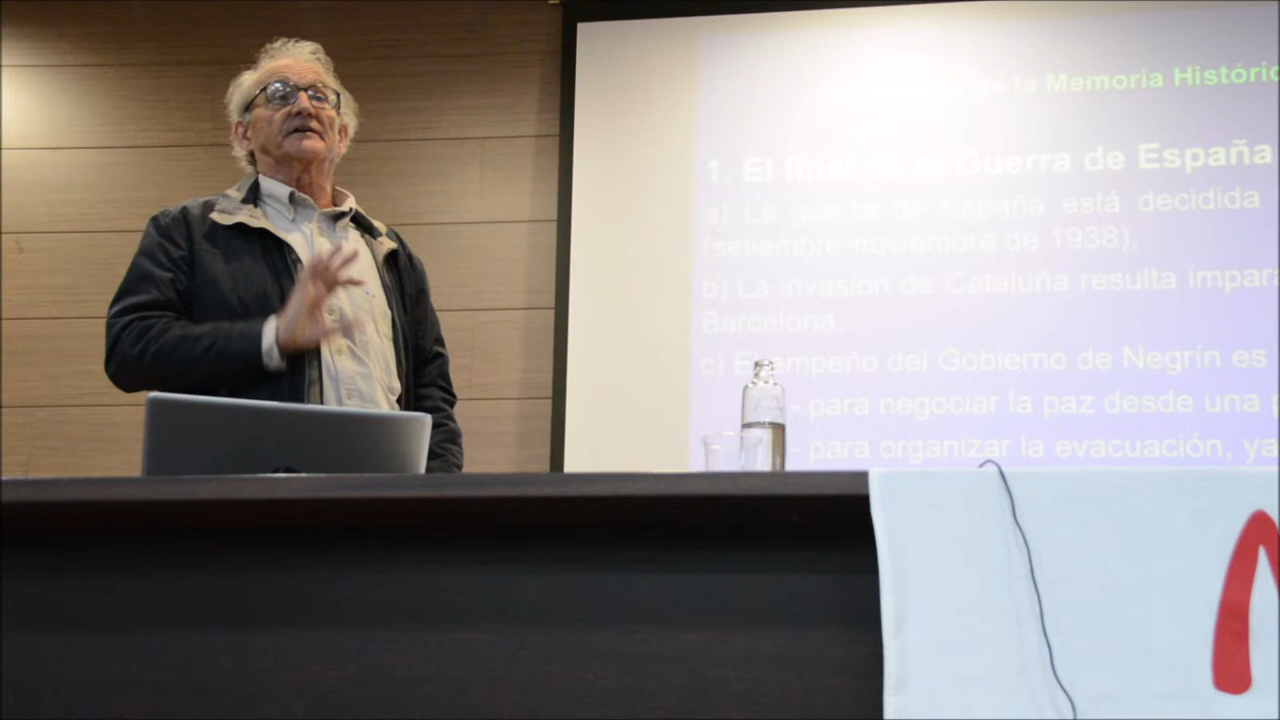 de la Memoria Históric
1. El final de la Guerra de España
a) La guerra de España está decidida
(setiembre-noviembre de 1938).
b) La invasión de Cataluña resulta impara
Barcelona.
c) El empeño del Gobierno de Negrín es
- para negociar la paz desde una p
- para organizar la evacuación, ya